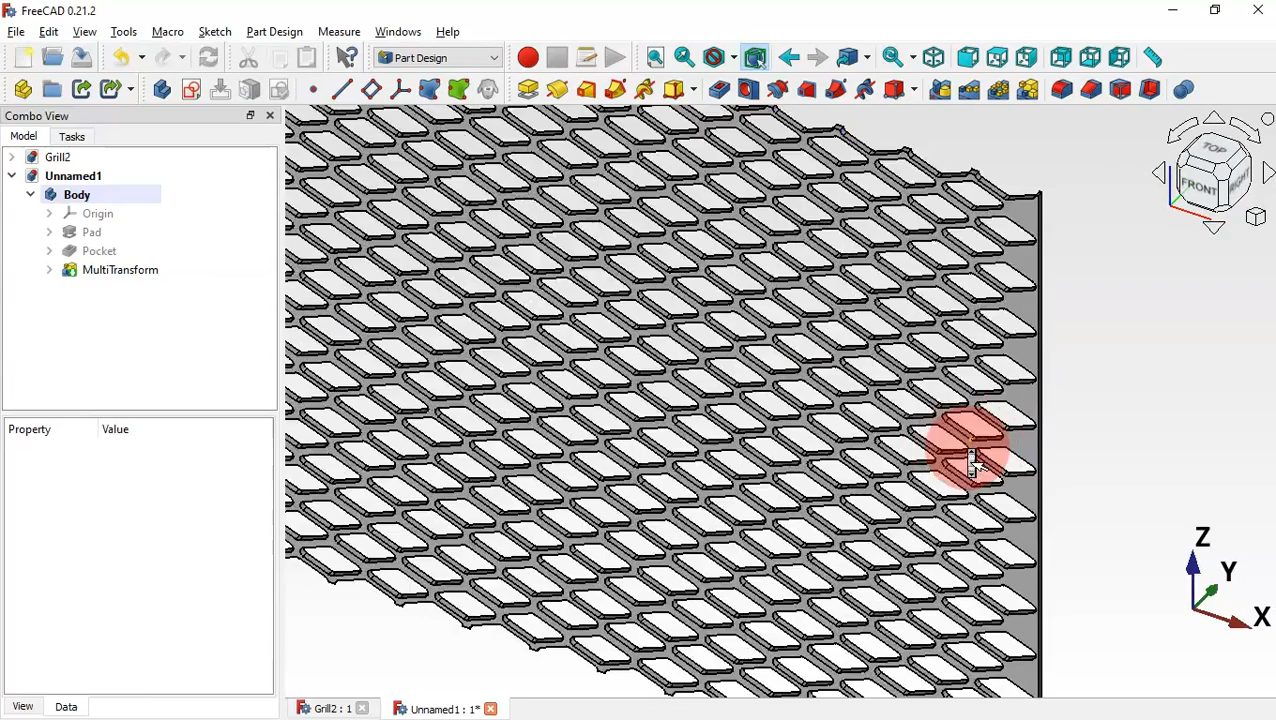 FreeCAD 0.21.2
File Edit View Tools Macro Sketch Part Design Measure Windows Help
Part Design
Combo View
Model Tasks
Grill2
Unnamed1
Body
Origin
Pad
Pocket
MultiTransform
Property Value
TOP
FRONT
RIGHT
Z
Y
X
View Data
Grill2 : 1
Unnamed1 : 1*